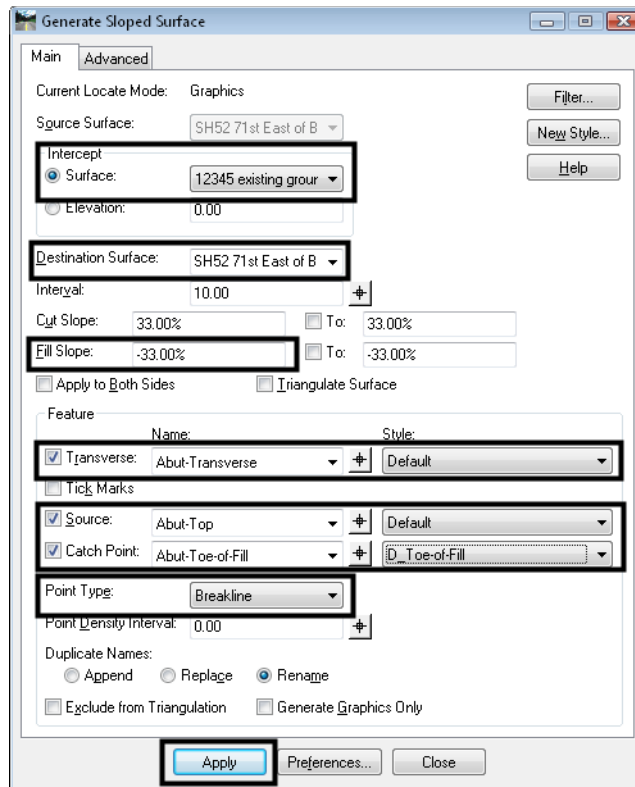 Generate Sloped Surface
Main Advanced
Current Locate Mode: Graphics
Filter...
Source Surface: SH52 71st East of B
New Style...
Intercept
Help
Surface: 12345 existing grour
Elevation: 0.00
Destination Surface: SH52 71st East of B
Interval: 10.00
Cut Slope: 33.00% To: 33.00%
Fill Slope: -33.00% To: -33.00%
Apply to Both Sides Triangulate Surface
Feature
Name: Style:
Transverse: Abut-Transverse Default
Tick Marks
Source: Abut-Top Default
Catch Point: Abut-Toe-of-Fill D_Toe-of-Fill
Point Type: Breakline
Point Density Interval: 0.00
Duplicate Names:
Append Replace Rename
Exclude from Triangulation Generate Graphics Only
Apply Preferences... Close